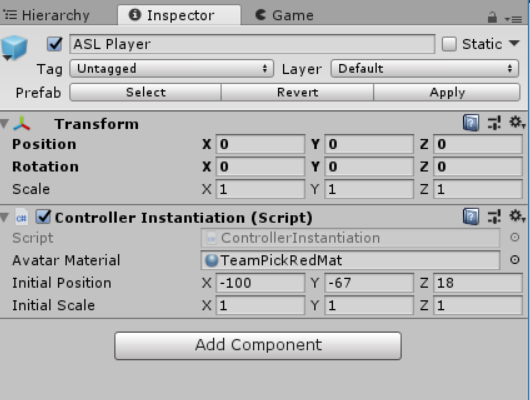 Hierarchy Inspector Game
ASL Player Static
Tag Untagged Layer Default
Prefab Select Revert Apply
Transform
Position X 0 Y 0 Z 0
Rotation X 0 Y 0 Z 0
Scale X 1 Y 1 Z 1
c# Controller Instantiation (Script)
Script ControllerInstantiation
Avatar Material TeamPickRedMat
Initial Position X -100 Y -67 Z 18
Initial Scale X 1 Y 1 Z 1
Add Component